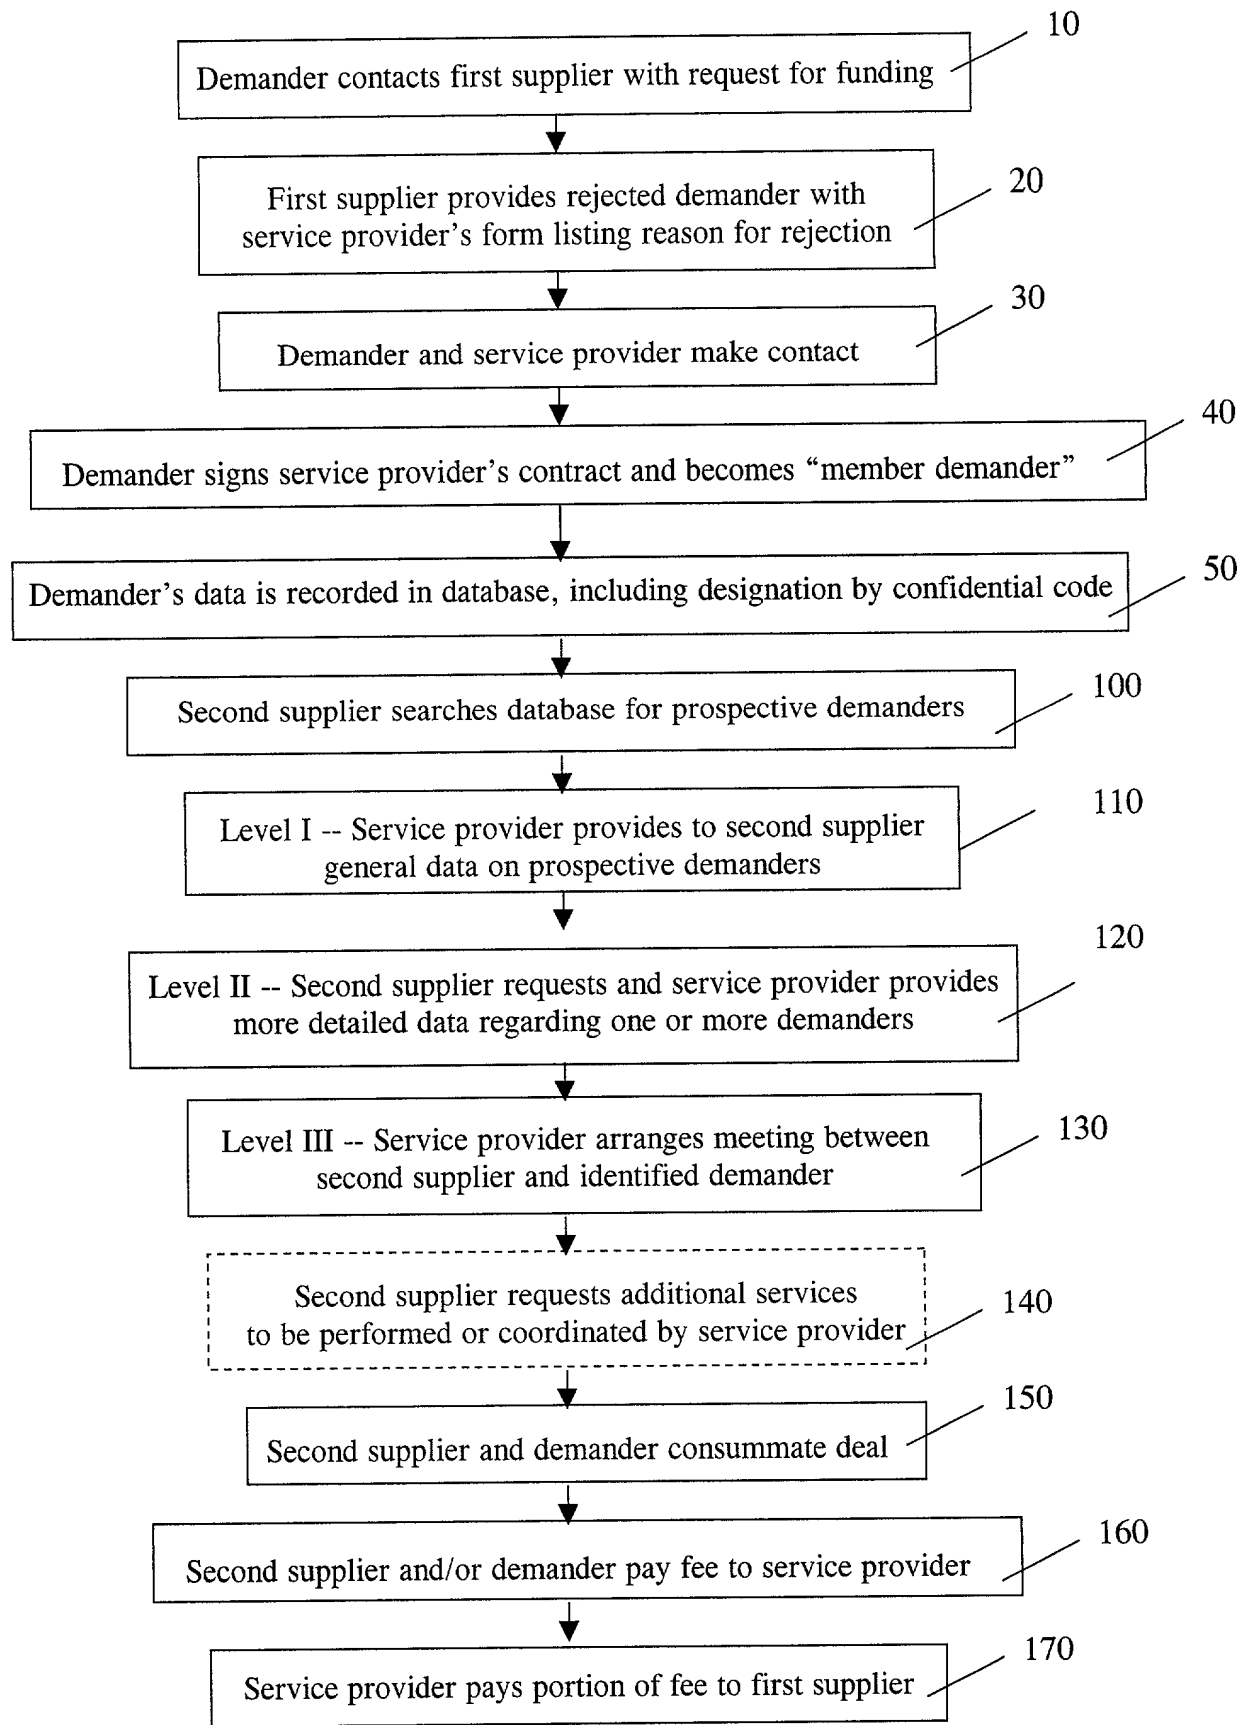 10
Demander contacts first supplier with request for funding
20
First supplier provides rejected demander with
service provider's form listing reason for rejection
30
Demander and service provider make contact
40
Demander signs service provider's contract and becomes “member demander”
50
Demander's data is recorded in database, including designation by confidential code
100
Second supplier searches database for prospective demanders
110
Level I -- Service provider provides to second supplier
general data on prospective demanders
120
Level II -- Second supplier requests and service provider provides
more detailed data regarding one or more demanders
130
Level III -- Service provider arranges meeting between
second supplier and identified demander
140
Second supplier requests additional services
to be performed or coordinated by service provider
150
Second supplier and demander consummate deal
160
Second supplier and/or demander pay fee to service provider
170
Service provider pays portion of fee to first supplier